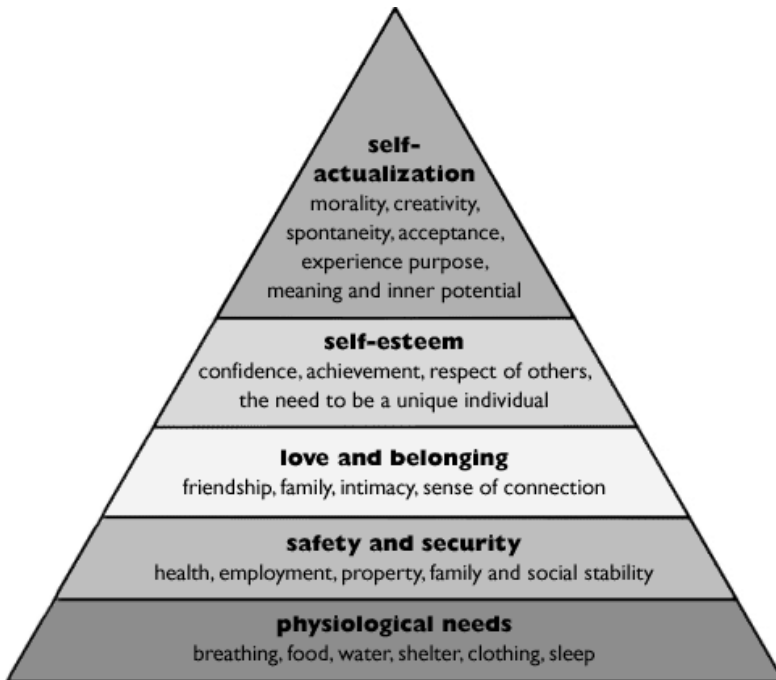 self-
actualization
morality, creativity,
spontaneity, acceptance,
experience purpose,
meaning and inner potential
self-esteem
confidence, achievement, respect of others,
the need to be a unique individual
love and belonging
friendship, family, intimacy, sense of connection
safety and security
health, employment, property, family and social stability
physiological needs
breathing, food, water, shelter, clothing, sleep